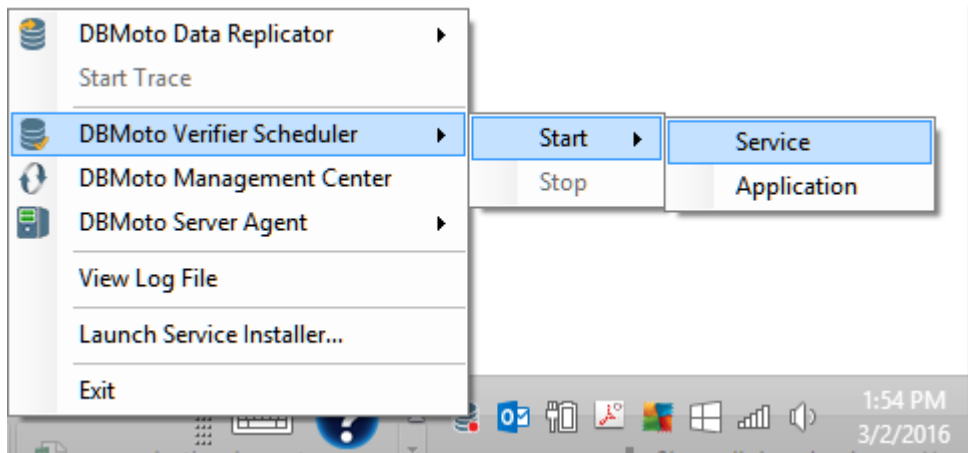 DBMoto Data Replicator
Start Trace
DBMoto Verifier Scheduler
Start
Service
DBMoto Management Center
Stop
Application
DBMoto Server Agent
View Log File
Launch Service Installer...
Exit
1:54 PM
3/2/2016